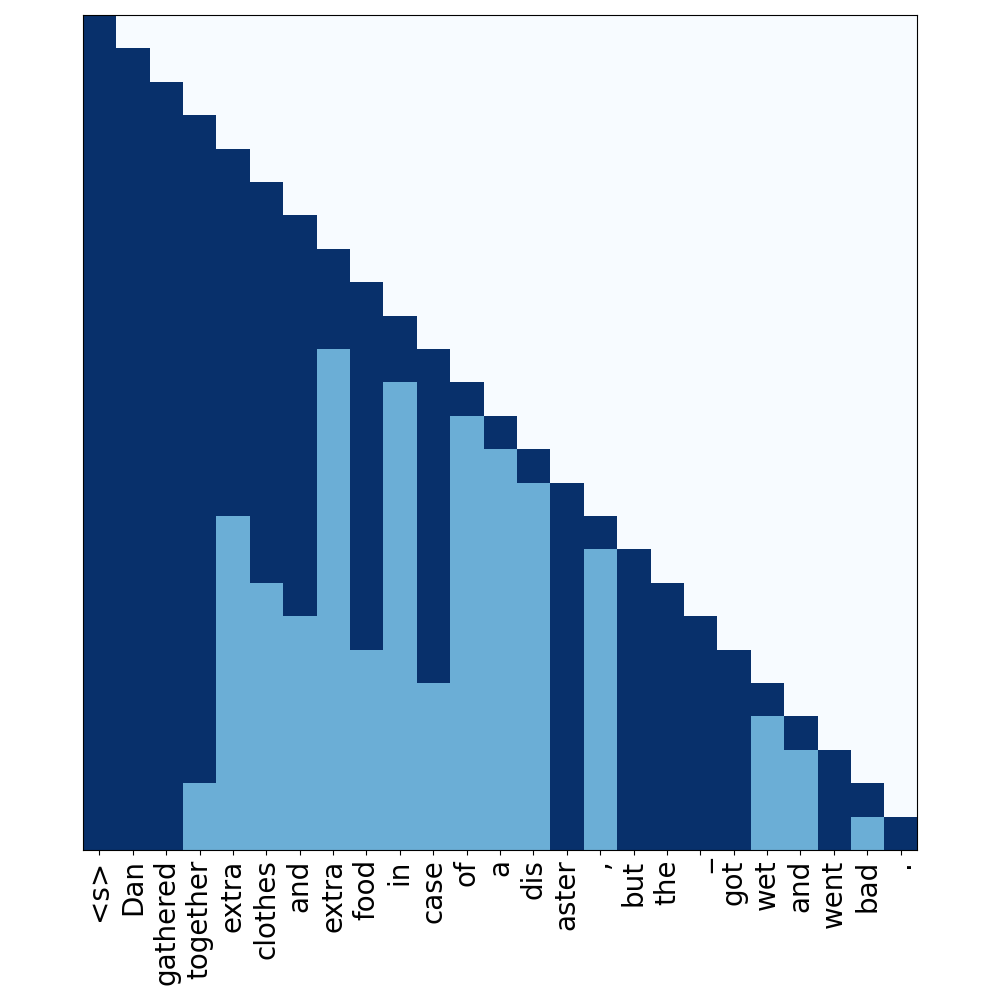 <s> Dan gathered together extra clothes and extra food in case of a dis aster , but the _ got wet and went bad .